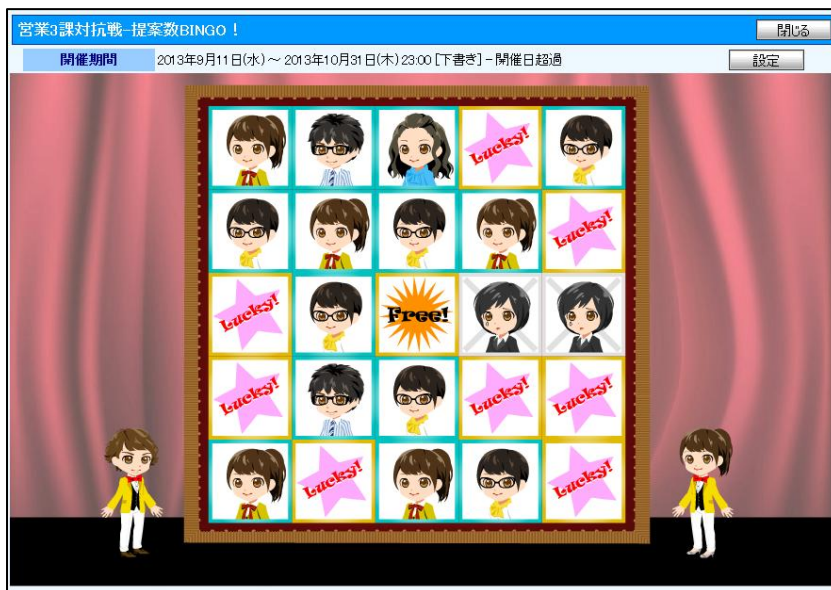 営業3課対抗戦-提案数BINGO！
閉じる
開催期間
2013年9月11日(水)～2013年10月31日(木)23:00[下書き]-開催日超過
設定
Lucky!
Lucky!
Lucky!
Free!
Lucky!
Lucky!
Lucky!
Lucky!
Lucky!